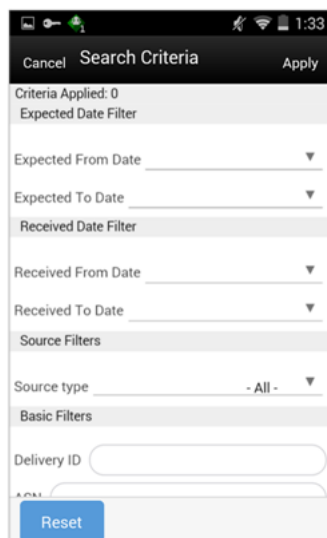 1:33
Cancel Search Criteria Apply
Criteria Applied: 0
Expected Date Filter
Expected From Date
Expected To Date
Received Date Filter
Received From Date
Received To Date
Source Filters
Source type - All -
Basic Filters
Delivery ID
ASN
Reset